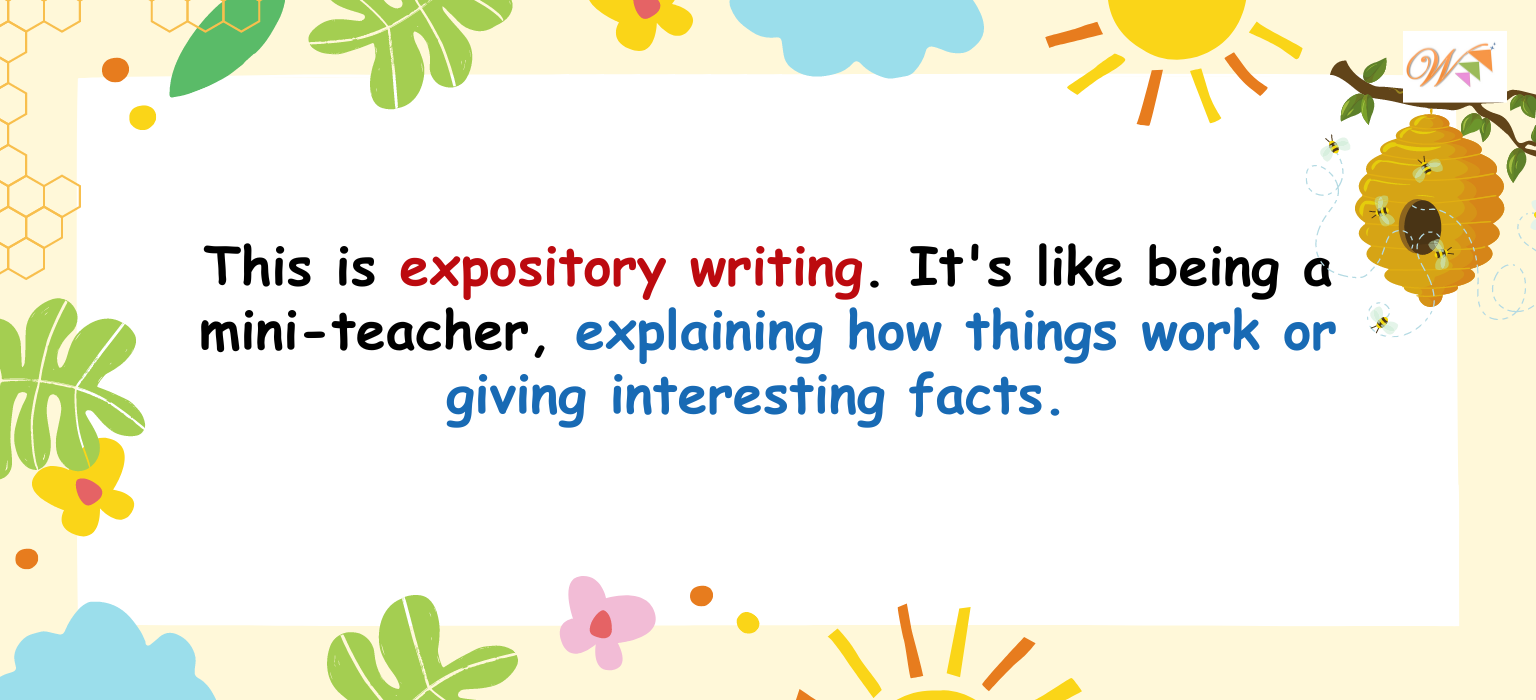 W
This is expository writing. It's like being a
mini-teacher, explaining how things work or
giving interesting facts.